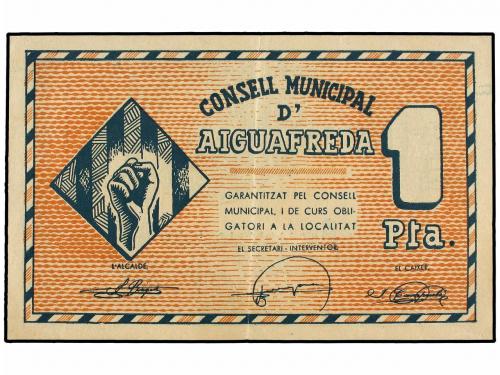 CONSELL MUNICIPAL
D'
AIGUAFREDA
1
Pta.
GARANTITZAT PEL CONSELL
MUNICIPAL, I DE CURS OBLI-
GATORI A LA LOCALITAT
EL SECRETARI - INTERVENTOR,
L'ALCALDE,
EL CAIXER,